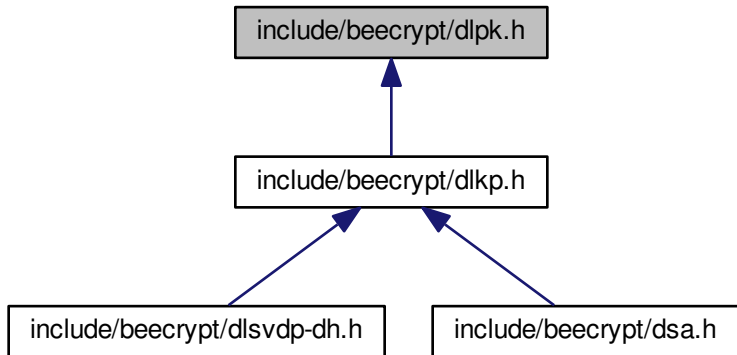 include/beecrypt/dlpk.h
include/beecrypt/dlkp.h
include/beecrypt/dlsvdp-dh.h
include/beecrypt/dsa.h